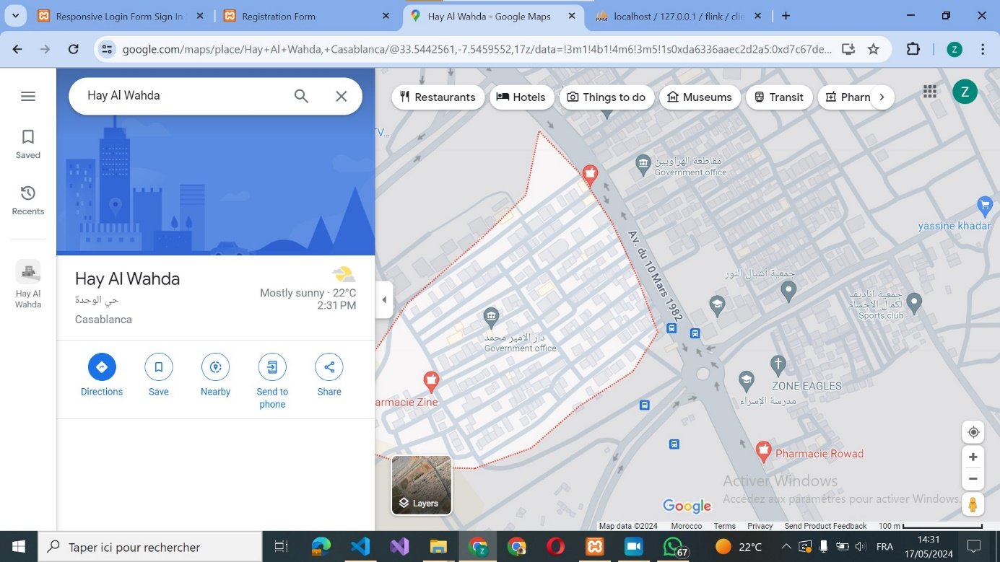 Responsive Login Form Sign In
Registration Form
Hay Al Wahda - Google Maps
localhost / 127.0.0.1 / flink / clie
google.com/maps/place/Hay+Al+Wahda,+Casablanca/@33.5442561,-7.5459552,17z/data=!3m1!4b1!4m6!3m5!1s0xda6336aaec2d2a5:0xd7c67de...
Z
Hay Al Wahda
Restaurants
Hotels
Things to do
Museums
Transit
Pharn
Z
Saved
Recents
Hay Al
Wahda
Hay Al Wahda
حي الوحدة
Casablanca
Mostly sunny · 22°C
2:31 PM
Directions
Save
Nearby
Send to
phone
Share
TV...
مقاطعة الهراويين
Government office
yassine khadar
Av. du 10 Mars 1982
جمعية أشبال النور
جمعية اناديف
لكمال الاجسام
Sports club
دار الامير محمد
Government office
ZONE EAGLES
مدرسة الإسراء
armacie Zine
Pharmacie Rowad
Layers
Google
Activer Windows
Accédez aux paramètres pour activer Windows.
Map data ©2024
Morocco
Terms
Privacy
Send Product Feedback
100 m
Taper ici pour rechercher
67
22°C
FRA
14:31
17/05/2024